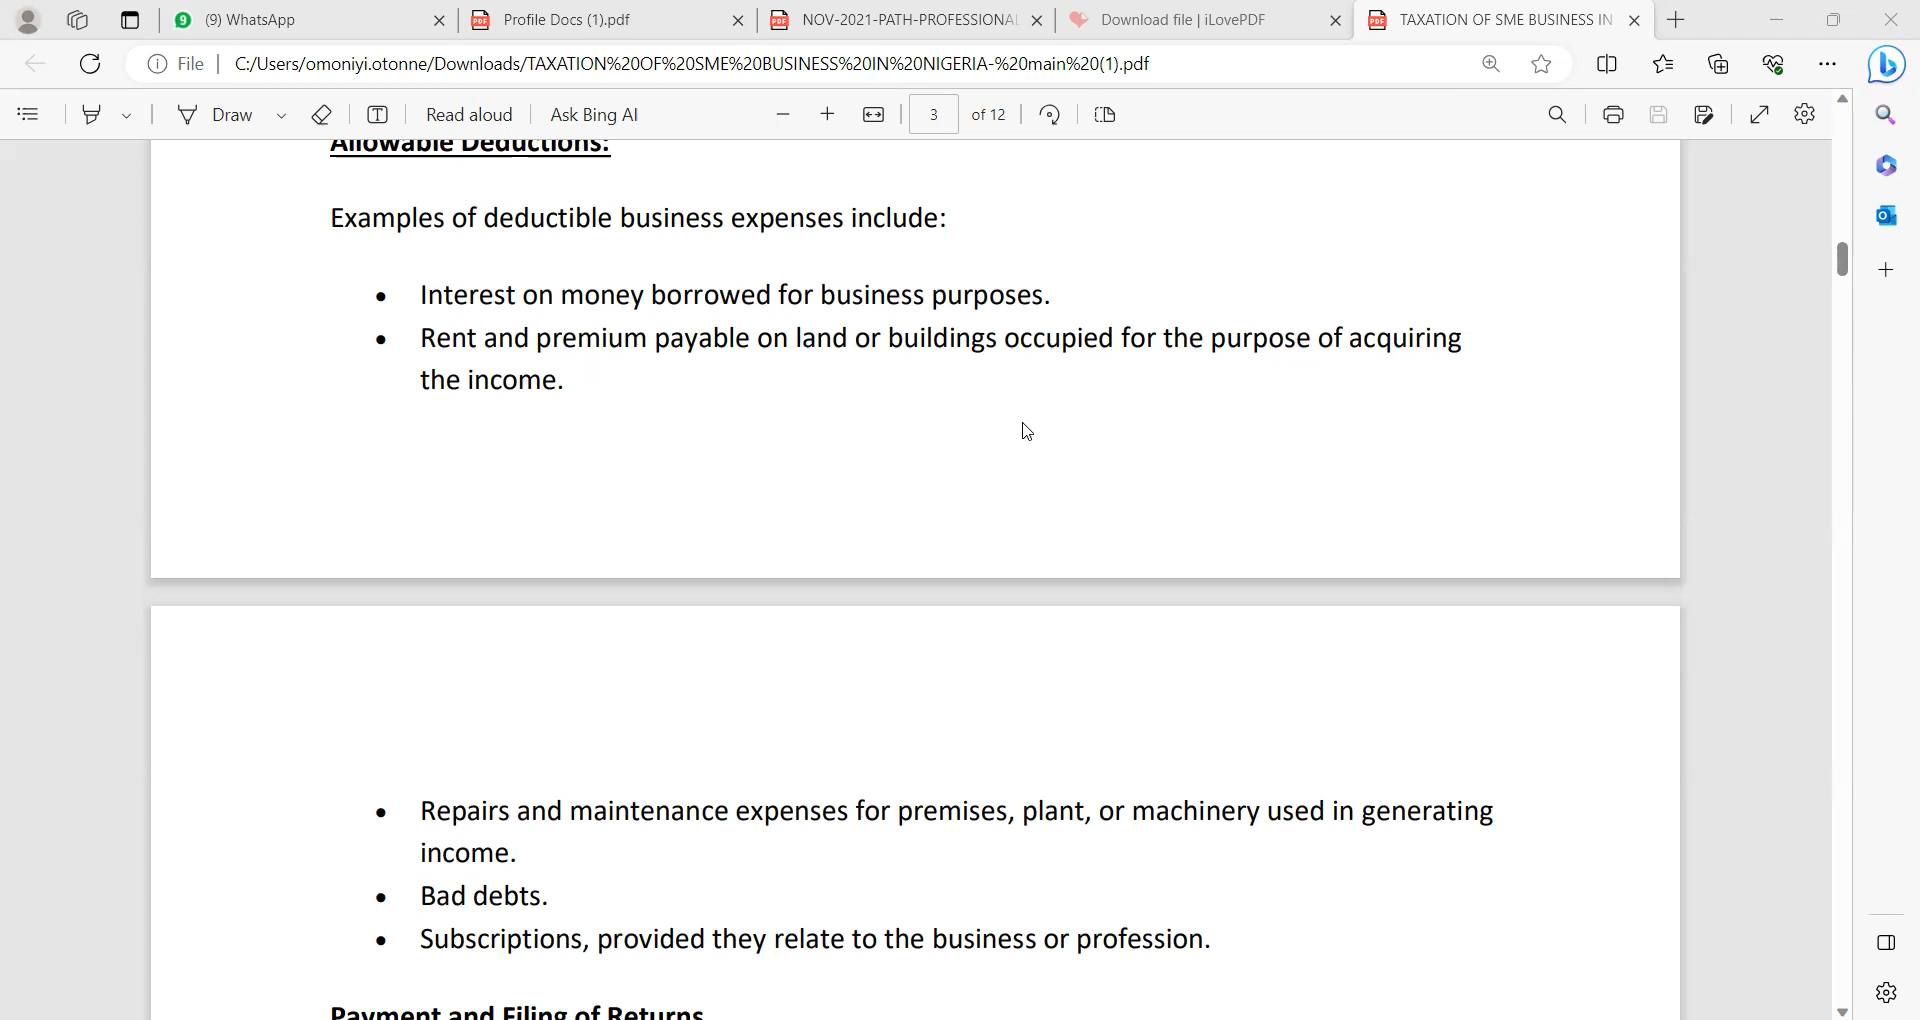 (9) WhatsApp
Profile Docs (1).pdf
NOV-2021-PATH-PROFESSIONAL
Download file | iLovePDF
TAXATION OF SME BUSINESS IN
File
C:/Users/omoniyi.otonne/Downloads/TAXATION%20OF%20SME%20BUSINESS%20IN%20NIGERIA-%20main%20(1).pdf
Draw
Read aloud
Ask Bing AI
3
of 12
Allowable Deductions:
Examples of deductible business expenses include:
• Interest on money borrowed for business purposes.
• Rent and premium payable on land or buildings occupied for the purpose of acquiring
the income.
• Repairs and maintenance expenses for premises, plant, or machinery used in generating
income.
• Bad debts.
• Subscriptions, provided they relate to the business or profession.
Payment and Filing of Returns